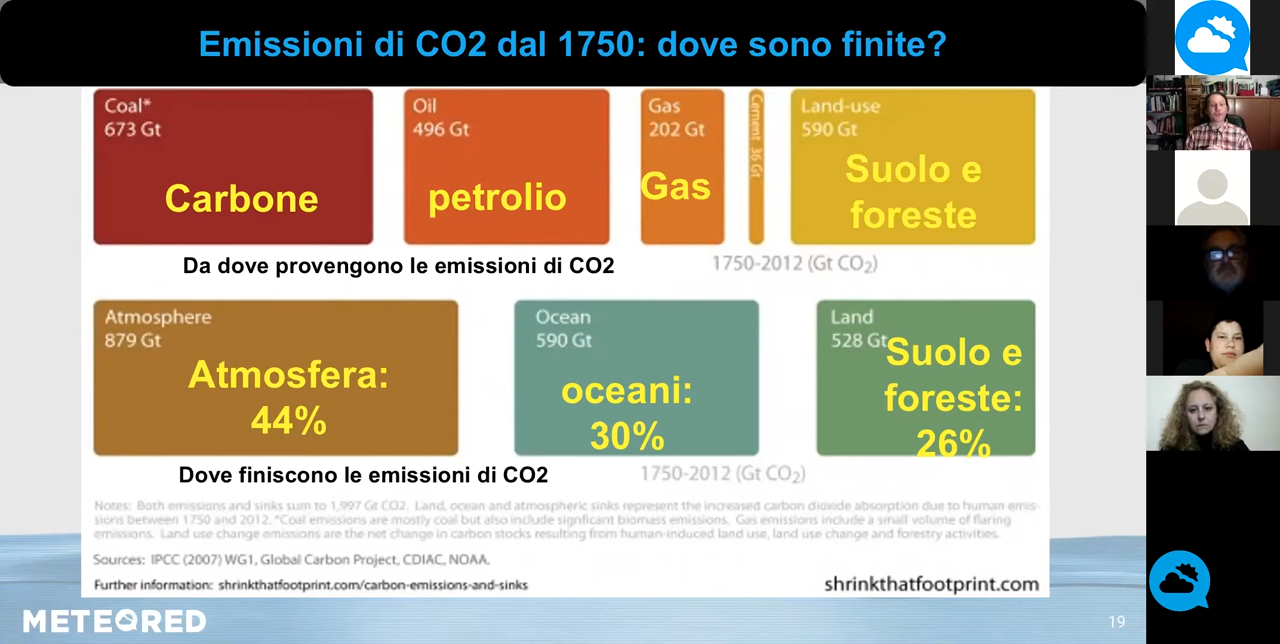 Emissioni di CO2 dal 1750: dove sono finite?
Coal*
673 Gt
Carbone
Oil
496 Gt
petrolio
Gas
202 Gt
Gas
Cement 36 Gt
Land-use
590 Gt
Suolo e
foreste
Da dove provengono le emissioni di CO2
1750-2012 (Gt CO2)
Atmosphere
879 Gt
Atmosfera:
44%
Ocean
590 Gt
oceani:
30%
Land
528 Gt
Suolo e
foreste:
26%
Dove finiscono le emissioni di CO2
1750-2012 (Gt CO2)
Notes: Both emissions and sinks sum to 1,997 Gt CO2. Land, ocean and atmospheric sinks represent the increased carbon dioxide absorption due to human emis-
sions between 1750 and 2012. *Coal emissions are mostly coal but also include signficant biomass emissions. Gas emissions include a small volume of flaring
emissions. Land use change emissions are the net change in carbon stocks resulting from human-induced land use, land use change and forestry activities.
Sources: IPCC (2007) WG1, Global Carbon Project, CDIAC, NOAA.
Further information: shrinkthatfootprint.com/carbon-emissions-and-sinks
shrinkthatfootprint.com
METEORED
19